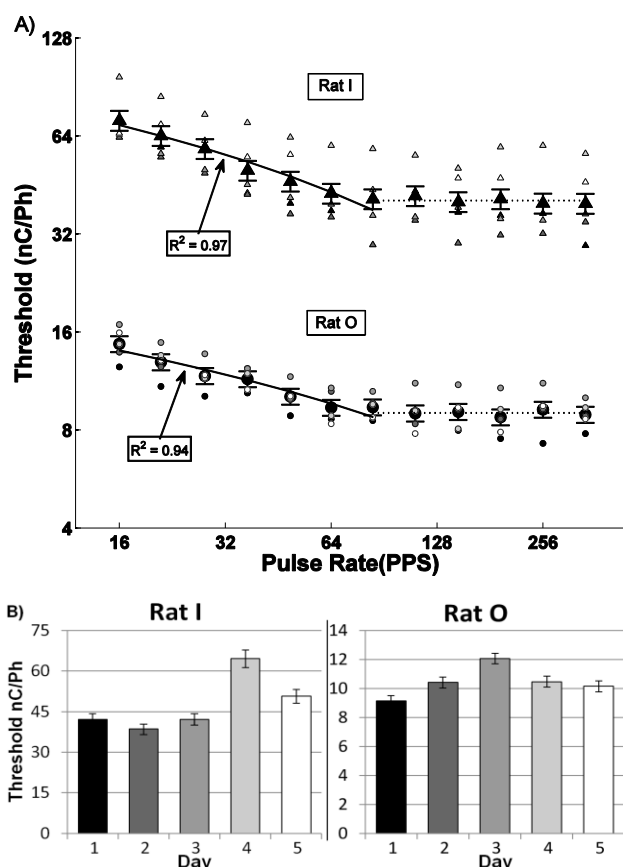 A)
128
64
32
16
8
4
Threshold (nC/Ph)
Rat I
R² = 0.97
Rat O
R² = 0.94
16 32 64 128 256
Pulse Rate(PPS)
B)
Rat I
75
60
45
30
15
0
Threshold nC/Ph
1 2 3 4 5
Day
Rat O
14
12
10
8
6
4
2
0
1 2 3 4 5
Day